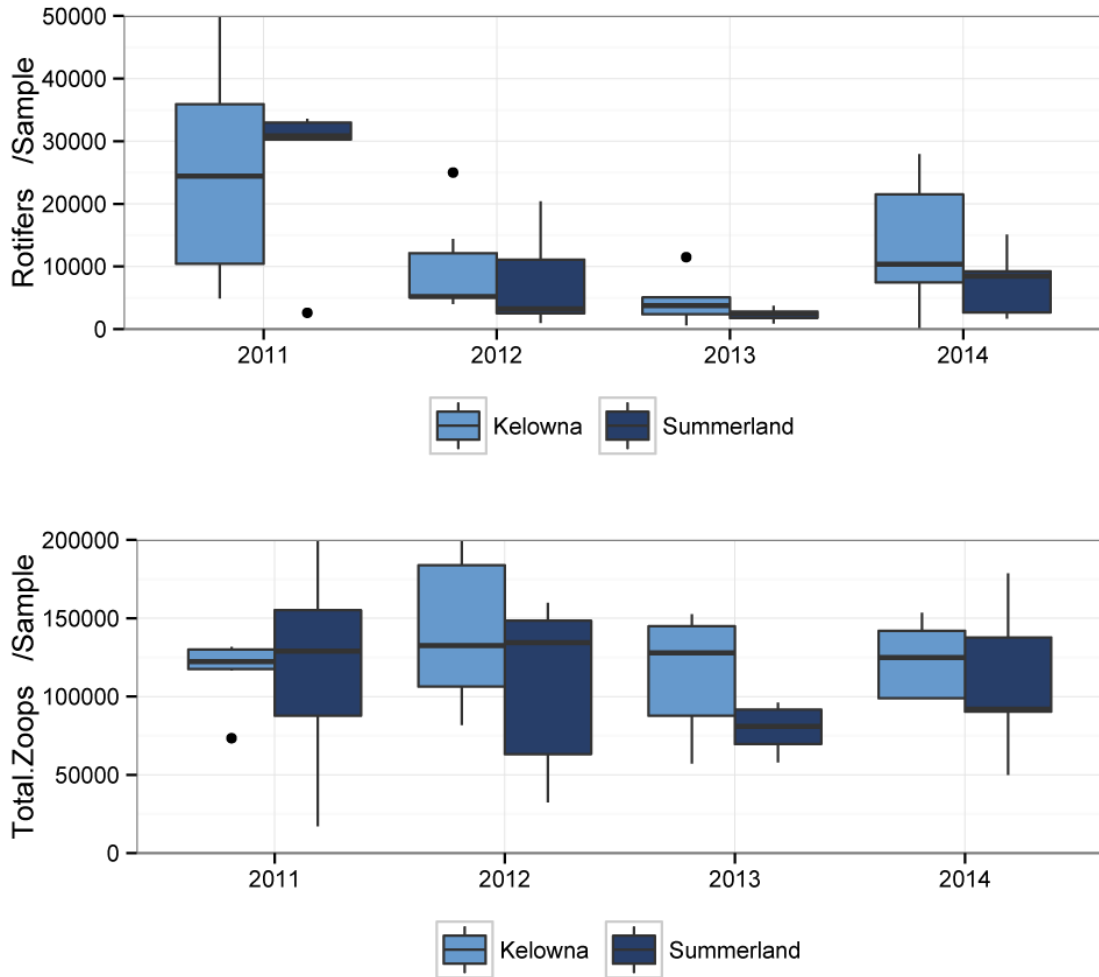 Rotifers /Sample
50000
40000
30000
20000
10000
0
2011 2012 2013 2014
Kelowna Summerland
Total.Zoops /Sample
200000
150000
100000
50000
0
2011 2012 2013 2014
Kelowna Summerland